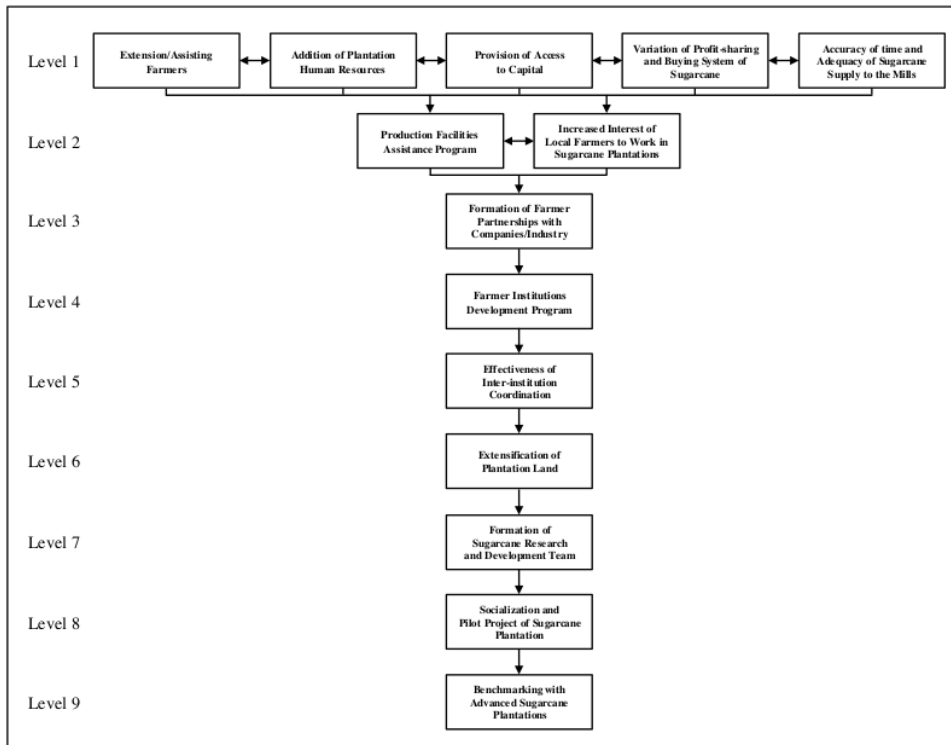 Level 1
Extension/Assisting
Farmers
Addition of Plantation
Human Resources
Provision of Access
to Capital
Variation of Profit-sharing
and Buying System of
Sugarcane
Accuracy of time and
Adequacy of Sugarcane
Supply to the Mills
Level 2
Production Facilities
Assistance Program
Increased Interest of
Local Farmers to Work in
Sugarcane Plantations
Level 3
Formation of Farmer
Partnerships with
Companies/Industry
Level 4
Farmer Institutions
Development Program
Level 5
Effectiveness of
Inter-institution
Coordination
Level 6
Extensification of
Plantation Land
Level 7
Formation of
Sugarcane Research
and Development Team
Level 8
Socialization and
Pilot Project of Sugarcane
Plantation
Level 9
Benchmarking with
Advanced Sugarcane
Plantations